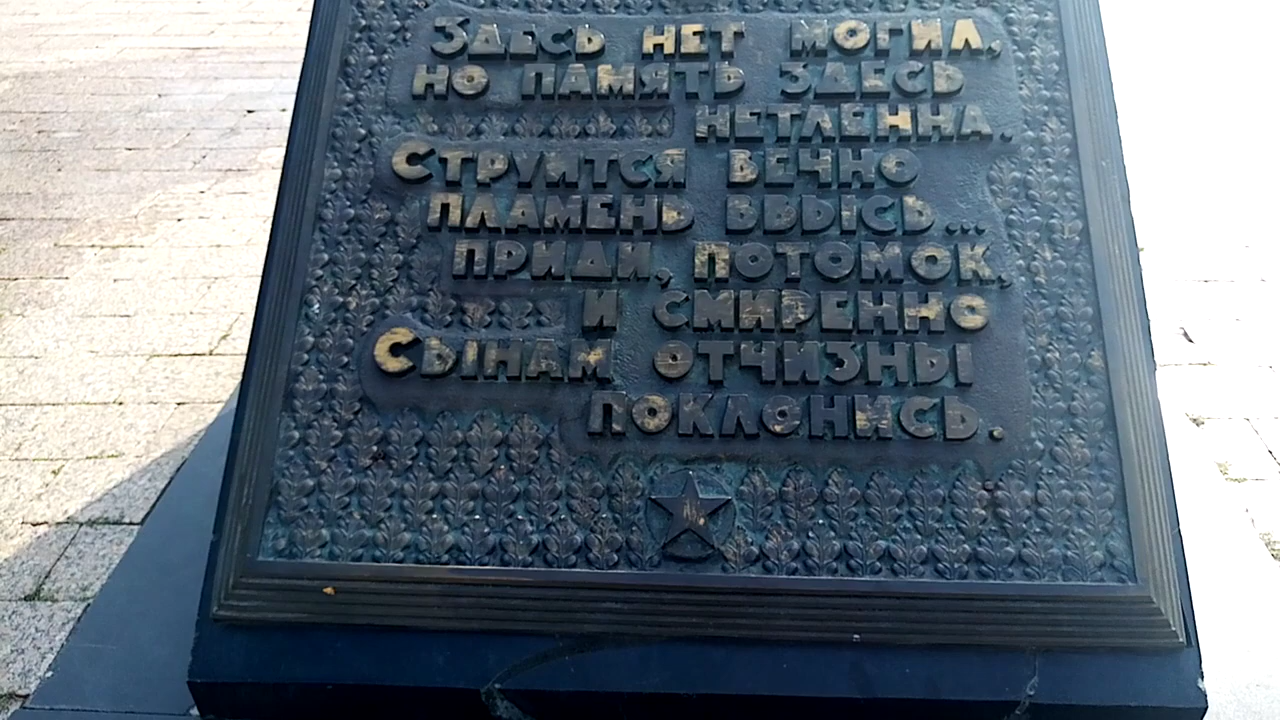 Здесь нет могил,
но память здесь
нетленна.
Струится вечно
пламень ввысь...
приди, потомок,
и смиренно
Сынам отчизны
поклонись.